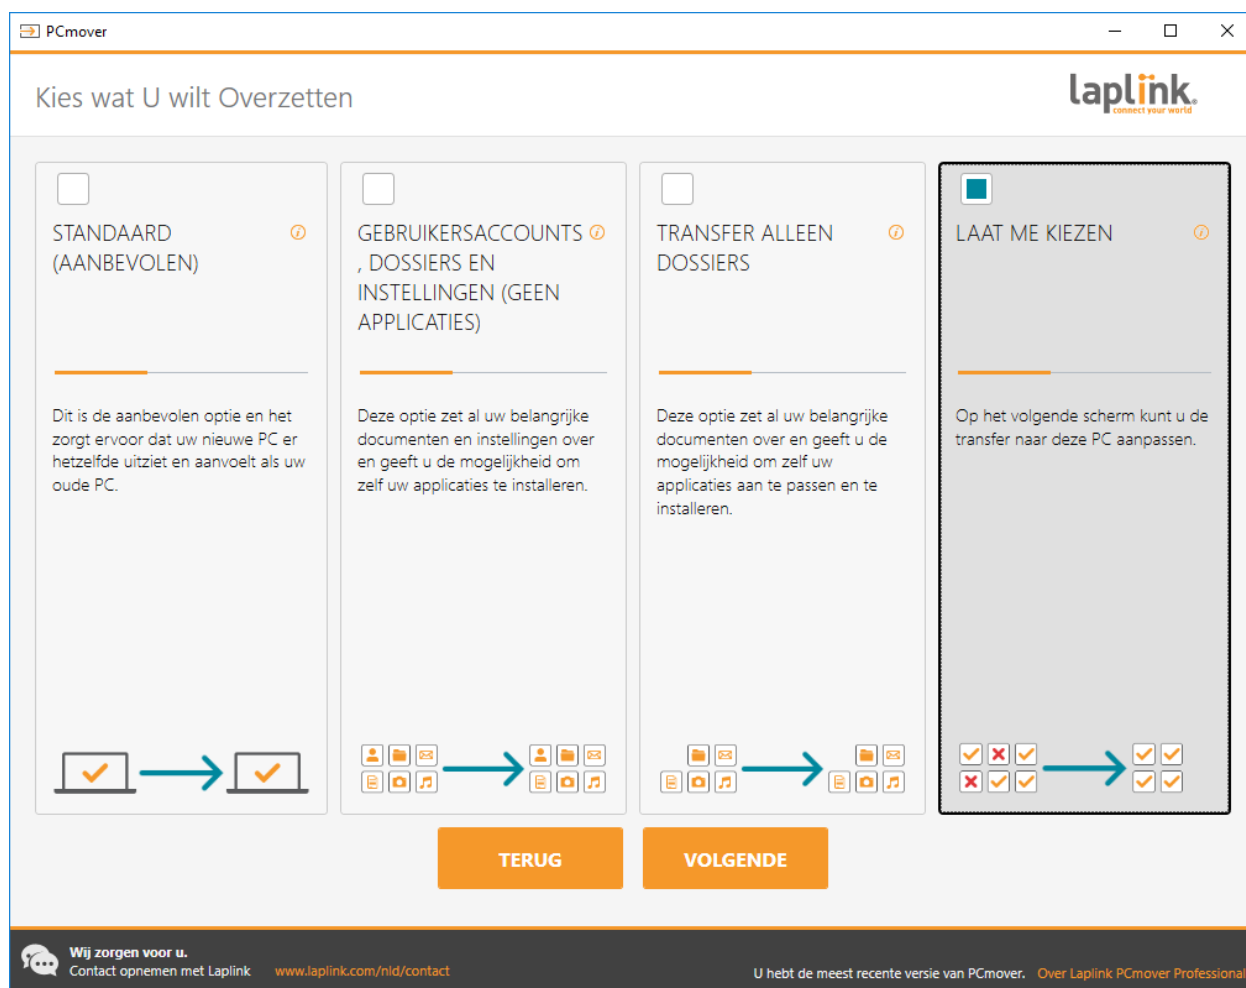 PCmover
Kies wat U wilt Overzetten
laplink.
connect your world
STANDAARD
(AANBEVOLEN)
Dit is de aanbevolen optie en het
zorgt ervoor dat uw nieuwe PC er
hetzelfde uitziet en aanvoelt als uw
oude PC.
GEBRUIKERSACCOUNTS
, DOSSIERS EN
INSTELLINGEN (GEEN
APPLICATIES)
Deze optie zet al uw belangrijke
documenten en instellingen over
en geeft u de mogelijkheid om
zelf uw applicaties te installeren.
TRANSFER ALLEEN
DOSSIERS
Deze optie zet al uw belangrijke
documenten over en geeft u de
mogelijkheid om zelf uw
applicaties aan te passen en te
installeren.
LAAT ME KIEZEN
Op het volgende scherm kunt u de
transfer naar deze PC aanpassen.
TERUG
VOLGENDE
Wij zorgen voor u.
Contact opnemen met Laplink www.laplink.com/nld/contact
U hebt de meest recente versie van PCmover. Over Laplink PCmover Professional